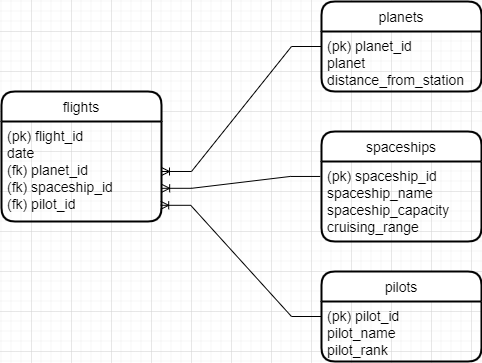 flights
(pk) flight_id
date
(fk) planet_id
(fk) spaceship_id
(fk) pilot_id
planets
(pk) planet_id
planet
distance_from_station
spaceships
(pk) spaceship_id
spaceship_name
spaceship_capacity
cruising_range
pilots
(pk) pilot_id
pilot_name
pilot_rank